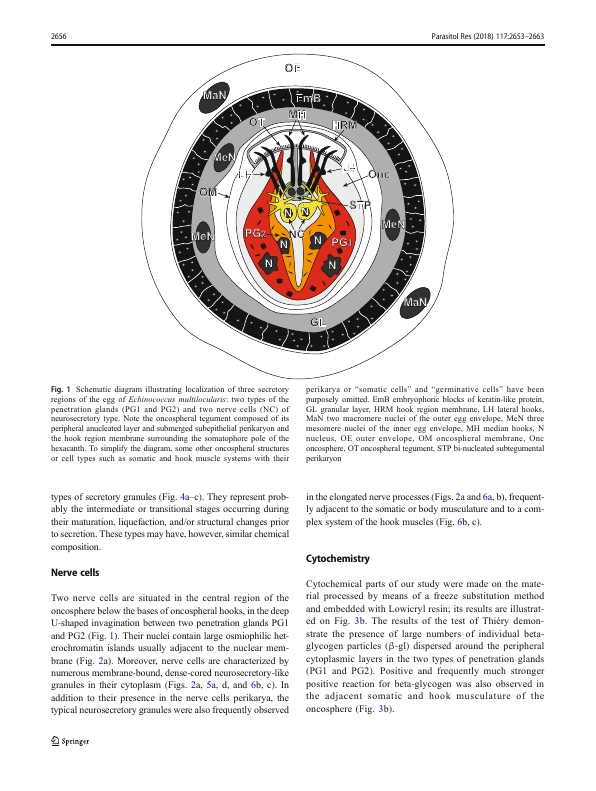 2656
Parasitol Res (2018) 117:2653–2663
OE
MaN
EmB
MH
OT
HRM
MeN
LH
LH
Onc
OM
STP
N
N
MeN
MeN
PG2
NC
PG1
N
N
N
N
MaN
GL
Fig. 1 Schematic diagram illustrating localization of three secretory
regions of the egg of Echinococcus multilocularis: two types of the
penetration glands (PG1 and PG2) and two nerve cells (NC) of
neurosecretory type. Note the oncospheral tegument composed of its
peripheral anucleated layer and submerged subepithelial perikaryon and
the hook region membrane surrounding the somatophore pole of the
hexacanth. To simplify the diagram, some other oncospheral structures
or cell types such as somatic and hook muscle systems with their
perikarya or “somatic cells” and “germinative cells” have been
purposely omitted. EmB embryophoric blocks of keratin-like protein,
GL granular layer, HRM hook region membrane, LH lateral hooks,
MaN two macromere nuclei of the outer egg envelope, MeN three
mesomere nuclei of the inner egg envelope, MH median hooks, N
nucleus, OE outer envelope, OM oncospheral membrane, Onc
oncosphere, OT oncospheral tegument, STP bi-nucleated subtegumental
perikaryon
types of secretory granules (Fig. 4a–c). They represent prob-
ably the intermediate or transitional stages occurring during
their maturation, liquefaction, and/or structural changes prior
to secretion. These types may have, however, similar chemical
composition.
Nerve cells
Two nerve cells are situated in the central region of the
oncosphere below the bases of oncospheral hooks, in the deep
U-shaped invagination between two penetration glands PG1
and PG2 (Fig. 1). Their nuclei contain large osmiophilic het-
erochromatin islands usually adjacent to the nuclear mem-
brane (Fig. 2a). Moreover, nerve cells are characterized by
numerous membrane-bound, dense-cored neurosecretory-like
granules in their cytoplasm (Figs. 2a, 5a, d, and 6b, c). In
addition to their presence in the nerve cells perikarya, the
typical neurosecretory granules were also frequently observed
in the elongated nerve processes (Figs. 2a and 6a, b), frequent-
ly adjacent to the somatic or body musculature and to a com-
plex system of the hook muscles (Fig. 6b, c).
Cytochemistry
Cytochemical parts of our study were made on the mate-
rial processed by means of a freeze substitution method
and embedded with Lowicryl resin; its results are illustrat-
ed on Fig. 3b. The results of the test of Thiéry demon-
strate the presence of large numbers of individual beta-
glycogen particles (β-gl) dispersed around the peripheral
cytoplasmic layers in the two types of penetration glands
(PG1 and PG2). Positive and frequently much stronger
positive reaction for beta-glycogen was also observed in
the adjacent somatic and hook musculature of the
oncosphere (Fig. 3b).
Springer